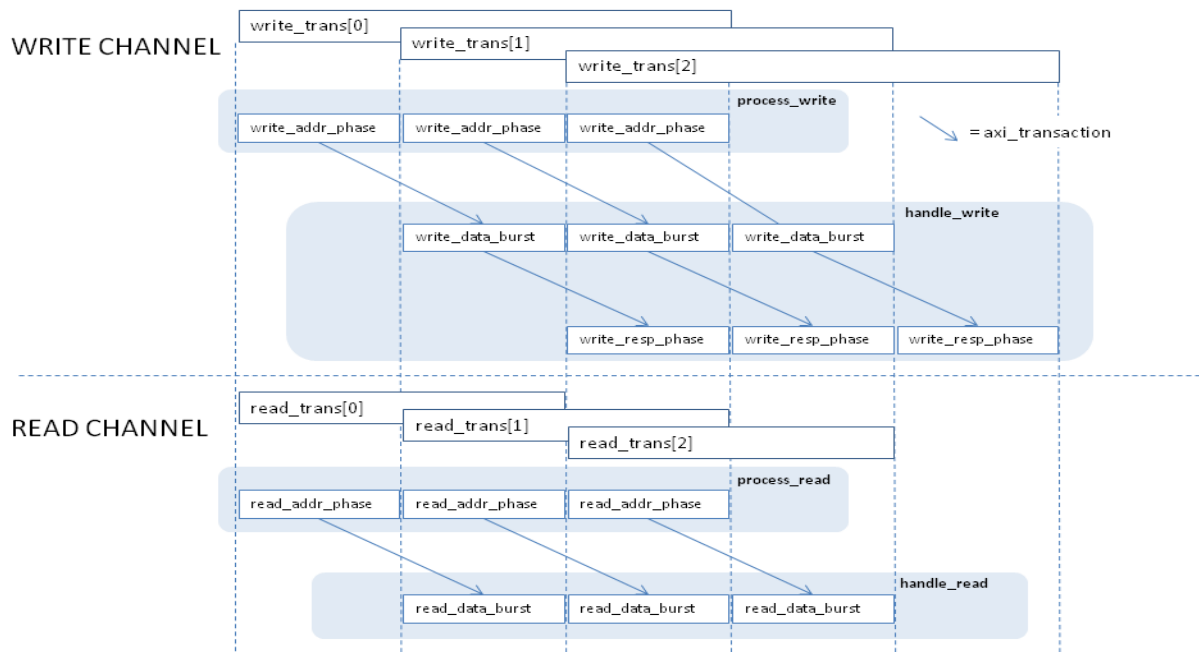 write_trans[0]
WRITE CHANNEL
write_trans[1]
write_trans[2]
process_write
write_addr_phase write_addr_phase write_addr_phase
= axi_transaction
handle_write
write_data_burst write_data_burst write_data_burst
write_resp_phase write_resp_phase write_resp_phase
read_trans[0]
READ CHANNEL
read_trans[1]
read_trans[2]
process_read
read_addr_phase read_addr_phase read_addr_phase
handle_read
read_data_burst read_data_burst read_data_burst